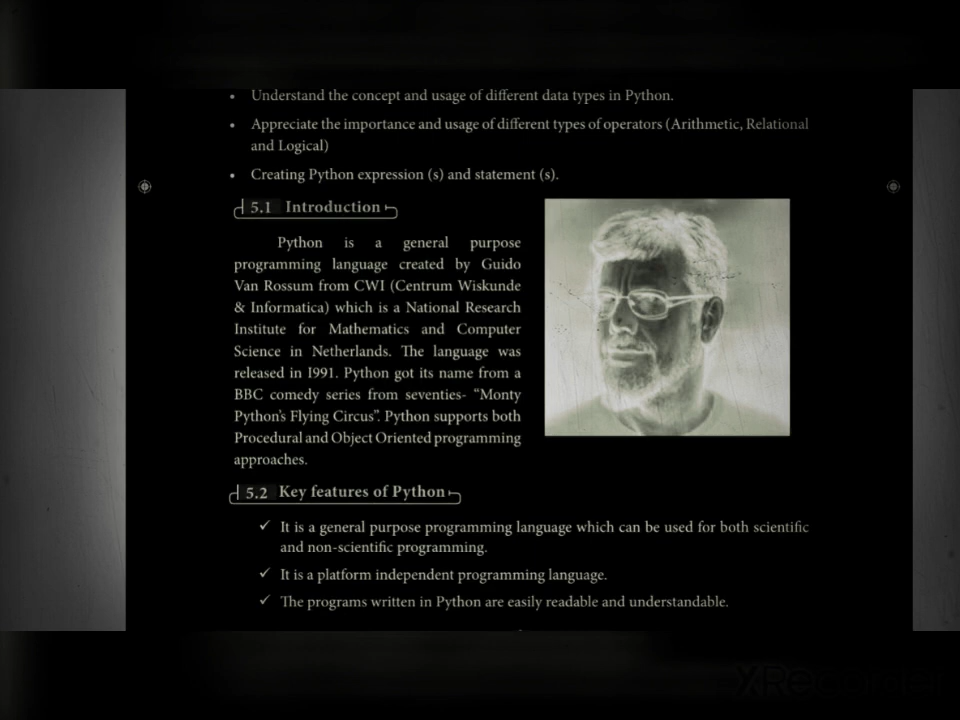 • Understand the concept and usage of different data types in Python.
• Appreciate the importance and usage of different types of operators (Arithmetic, Relational
and Logical)
• Creating Python expression (s) and statement (s).
5.1 Introduction
Python is a general purpose
programming language created by Guido
Van Rossum from CWI (Centrum Wiskunde
& Informatica) which is a National Research
Institute for Mathematics and Computer
Science in Netherlands. The language was
released in I991. Python got its name from a
BBC comedy series from seventies- “Monty
Python’s Flying Circus”. Python supports both
Procedural and Object Oriented programming
approaches.
5.2 Key features of Python
✓ It is a general purpose programming language which can be used for both scientific
and non-scientific programming.
✓ It is a platform independent programming language.
✓ The programs written in Python are easily readable and understandable.
XRecorder